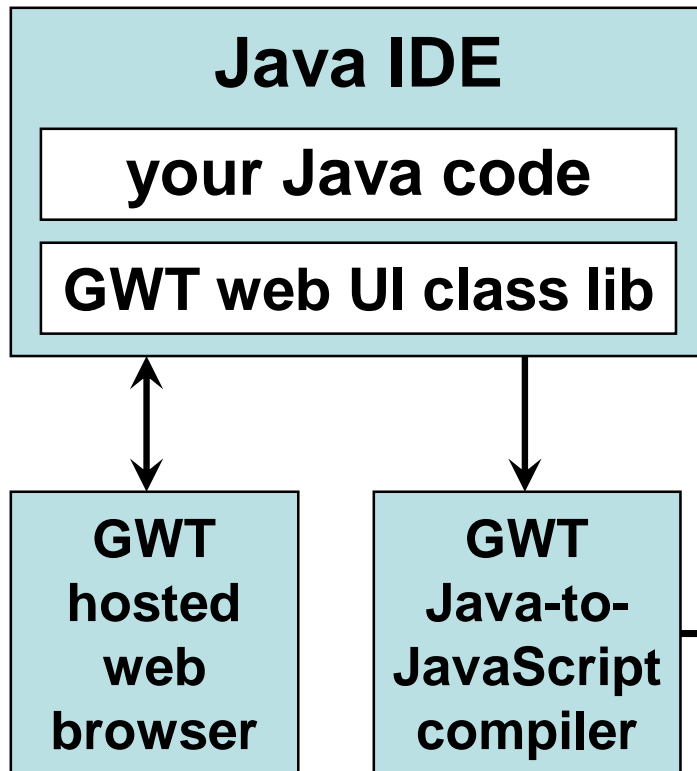 Java IDE
your Java code
GWT web UI class lib
GWT
hosted
web
browser
GWT
Java-to-
JavaScript
compiler